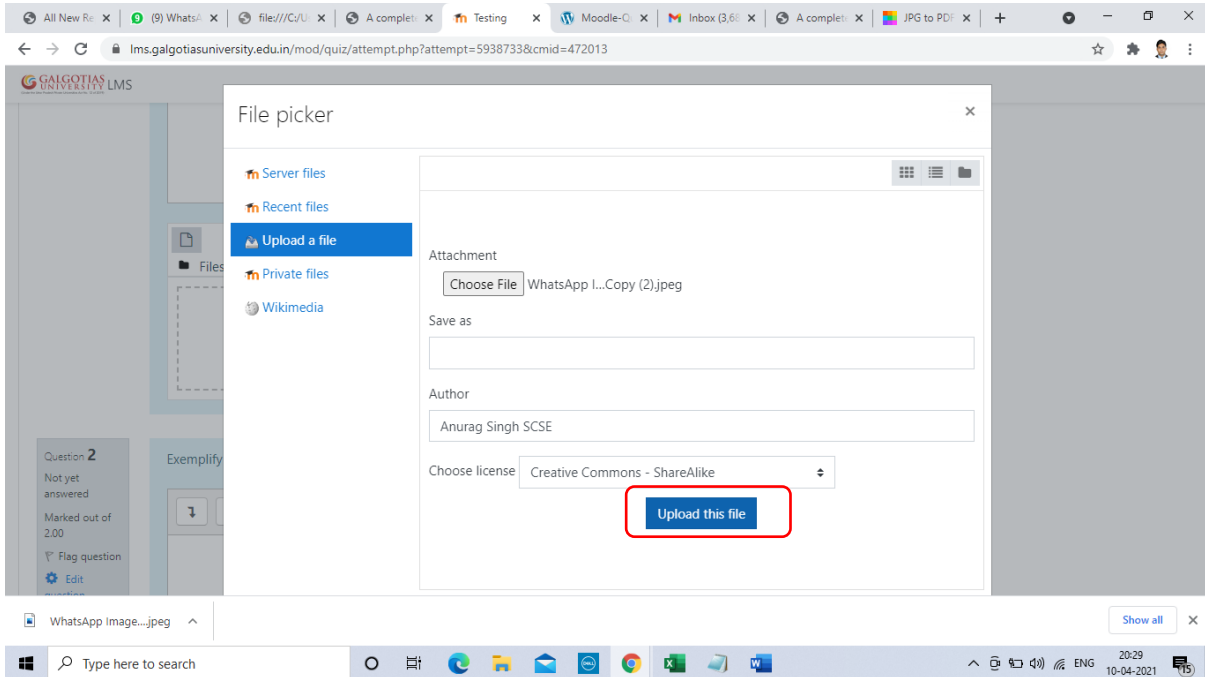 All New Re
(9) WhatsA
file:///C:/U
A complete
Testing
Moodle-Q
Inbox (3,68
A complete
JPG to PDF
lms.galgotiasuniversity.edu.in/mod/quiz/attempt.php?attempt=5938733&cmid=472013
GALGOTIAS UNIVERSITY LMS
File picker
Server files
Recent files
Upload a file
Private files
Wikimedia
Files
Attachment
Choose File WhatsApp I...Copy (2).jpeg
Save as
Author
Anurag Singh SCSE
Choose license Creative Commons - ShareAlike
Upload this file
Question 2
Not yet
answered
Marked out of
2.00
Flag question
Edit
question
Exemplify
WhatsApp Image....jpeg
Show all
Type here to search
ENG
20:29
10-04-2021
15